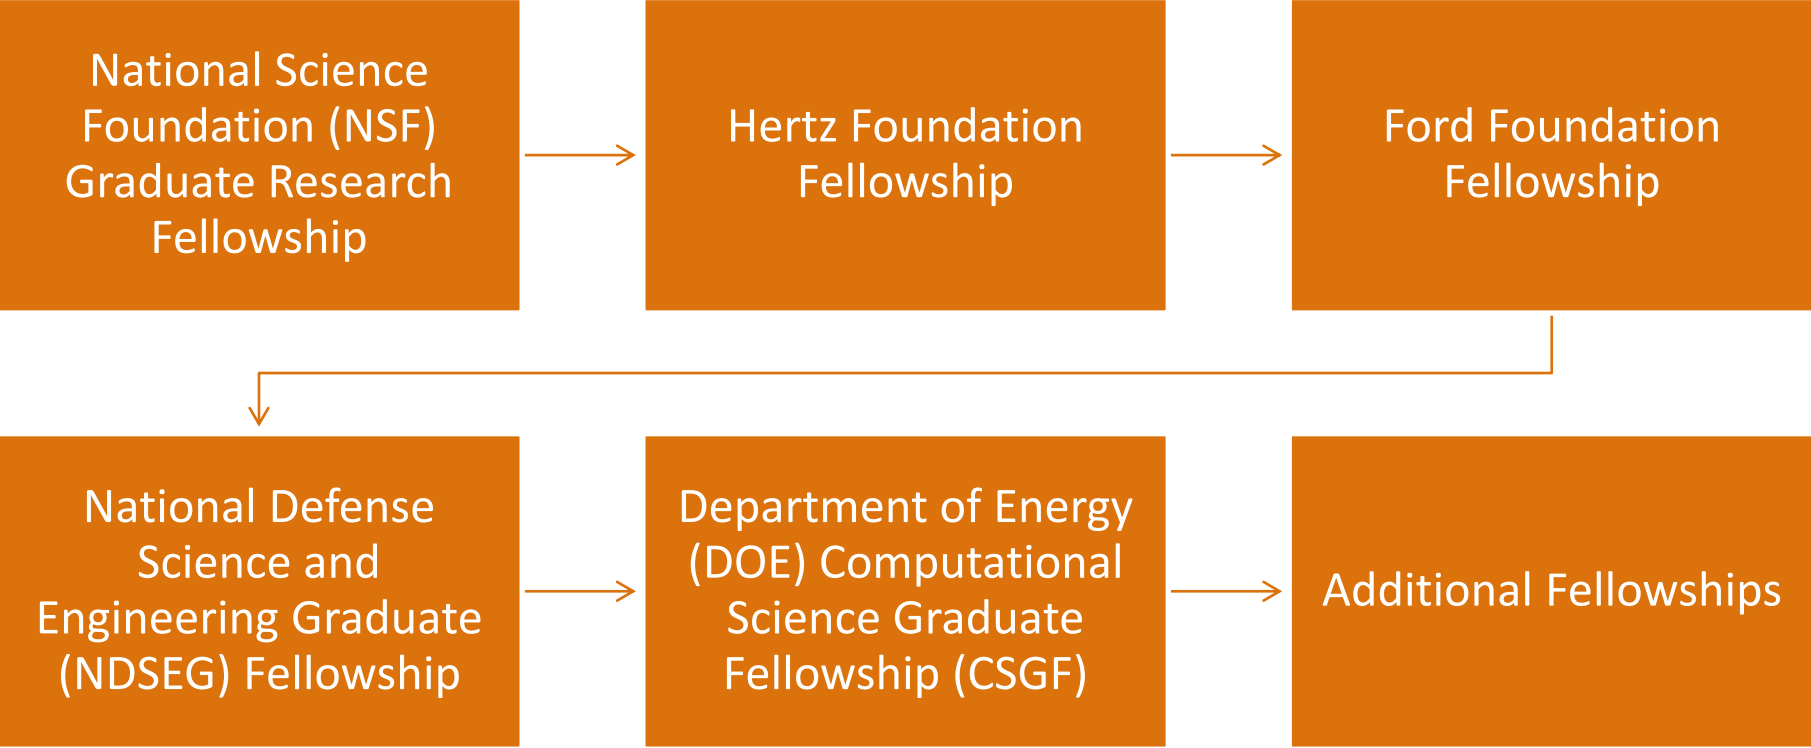 National Science
Foundation (NSF)
Graduate Research
Fellowship
Hertz Foundation
Fellowship
Ford Foundation
Fellowship
National Defense
Science and
Engineering Graduate
(NDSEG) Fellowship
Department of Energy
(DOE) Computational
Science Graduate
Fellowship (CSGF)
Additional Fellowships